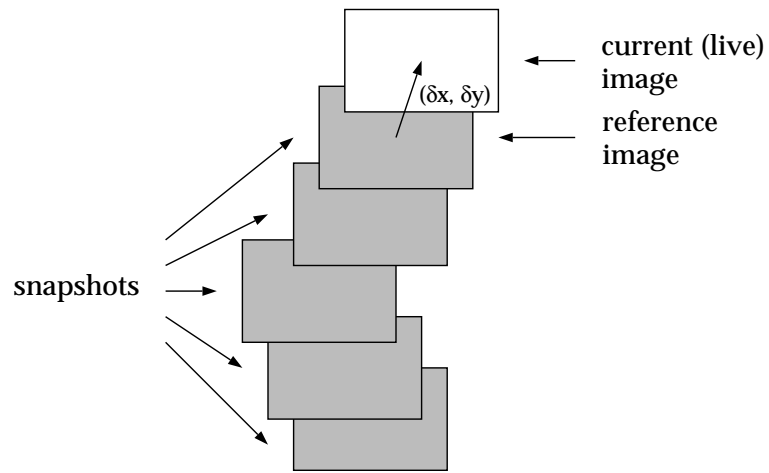 current (live)
image
(δx, δy)
reference
image
snapshots